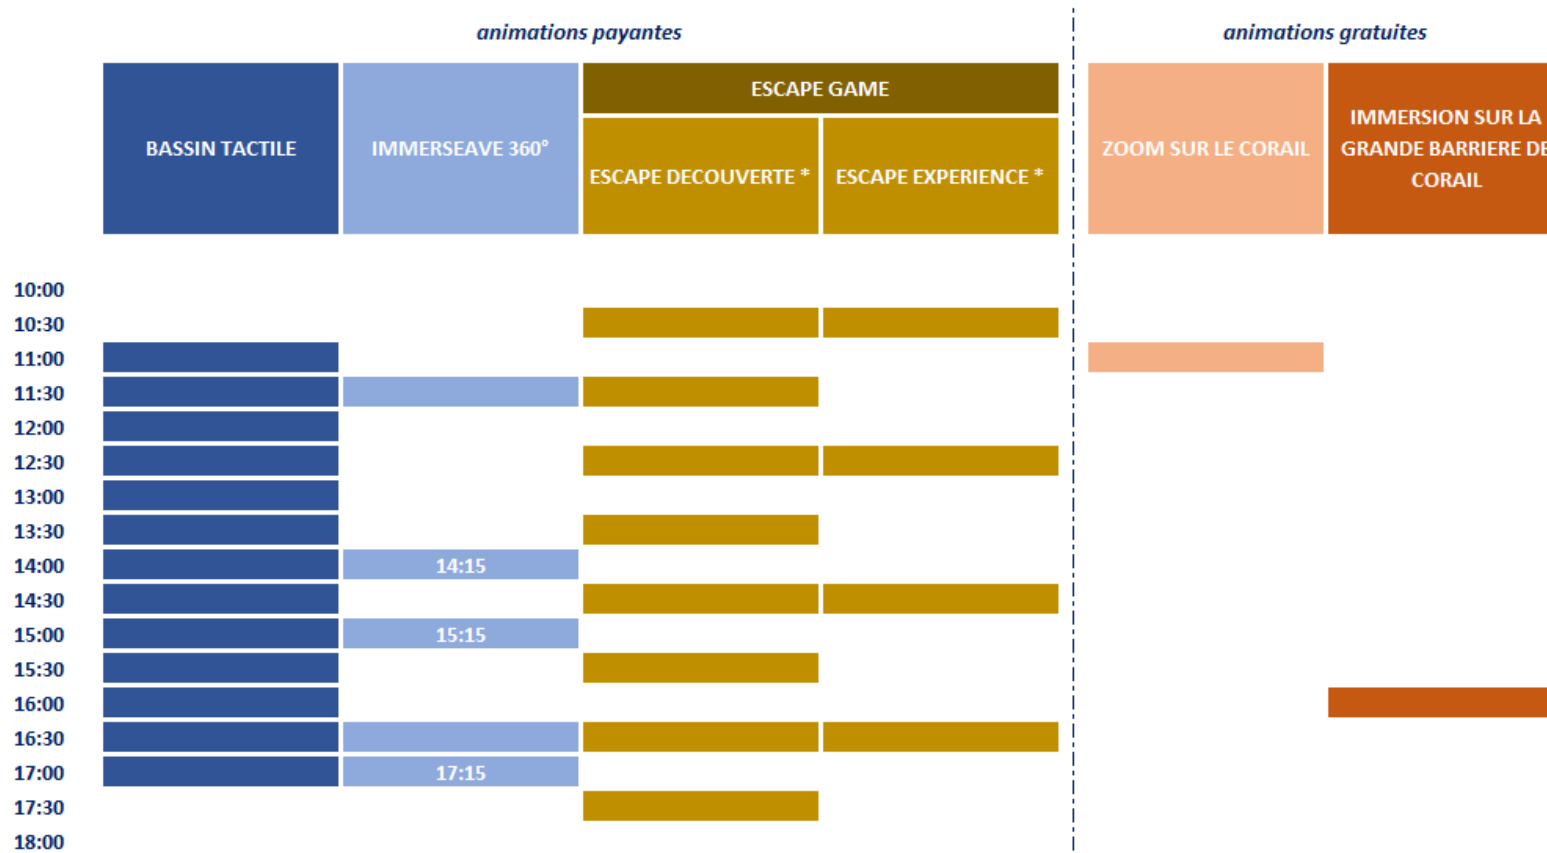 animations payantes
animations gratuites
BASSIN TACTILE
IMMERSEAVE 360°
ESCAPE GAME
ESCAPE DECOUVERTE *
ESCAPE EXPERIENCE *
ZOOM SUR LE CORAIL
IMMERSION SUR LA
GRANDE BARRIERE DE
CORAIL
10:00
10:30
11:00
11:30
12:00
12:30
13:00
13:30
14:00 14:15
14:30
15:00 15:15
15:30
16:00
16:30
17:00 17:15
17:30
18:00